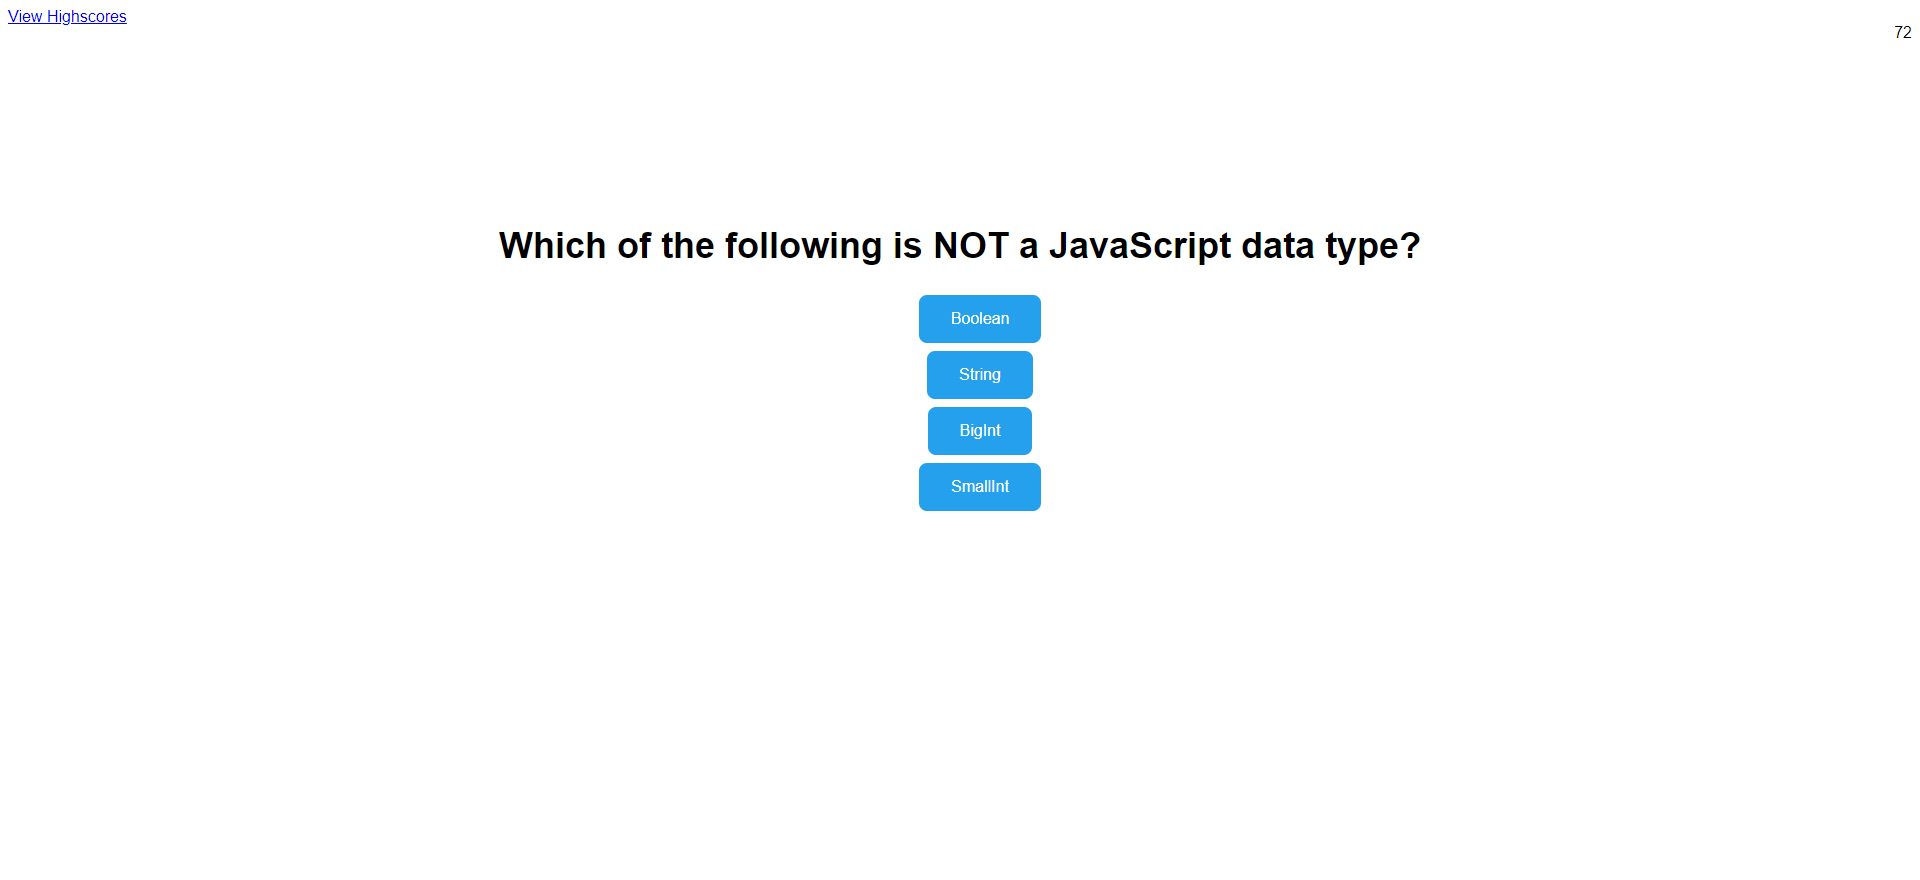 View Highscores
72
Which of the following is NOT a JavaScript data type?
Boolean
String
BigInt
SmallInt